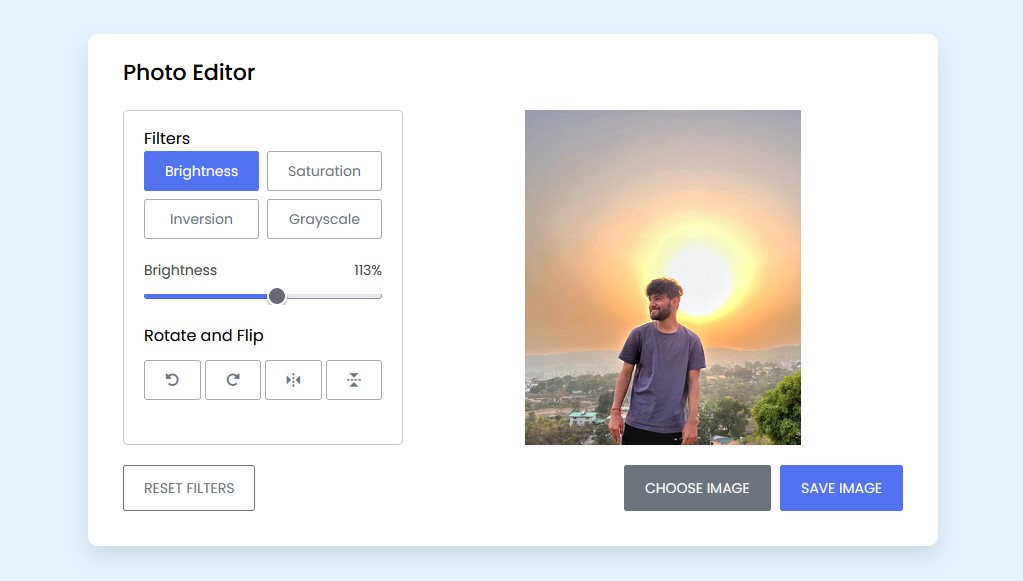 Photo Editor
Filters
Brightness
Saturation
Inversion
Grayscale
Brightness 113%
Rotate and Flip
RESET FILTERS
CHOOSE IMAGE
SAVE IMAGE